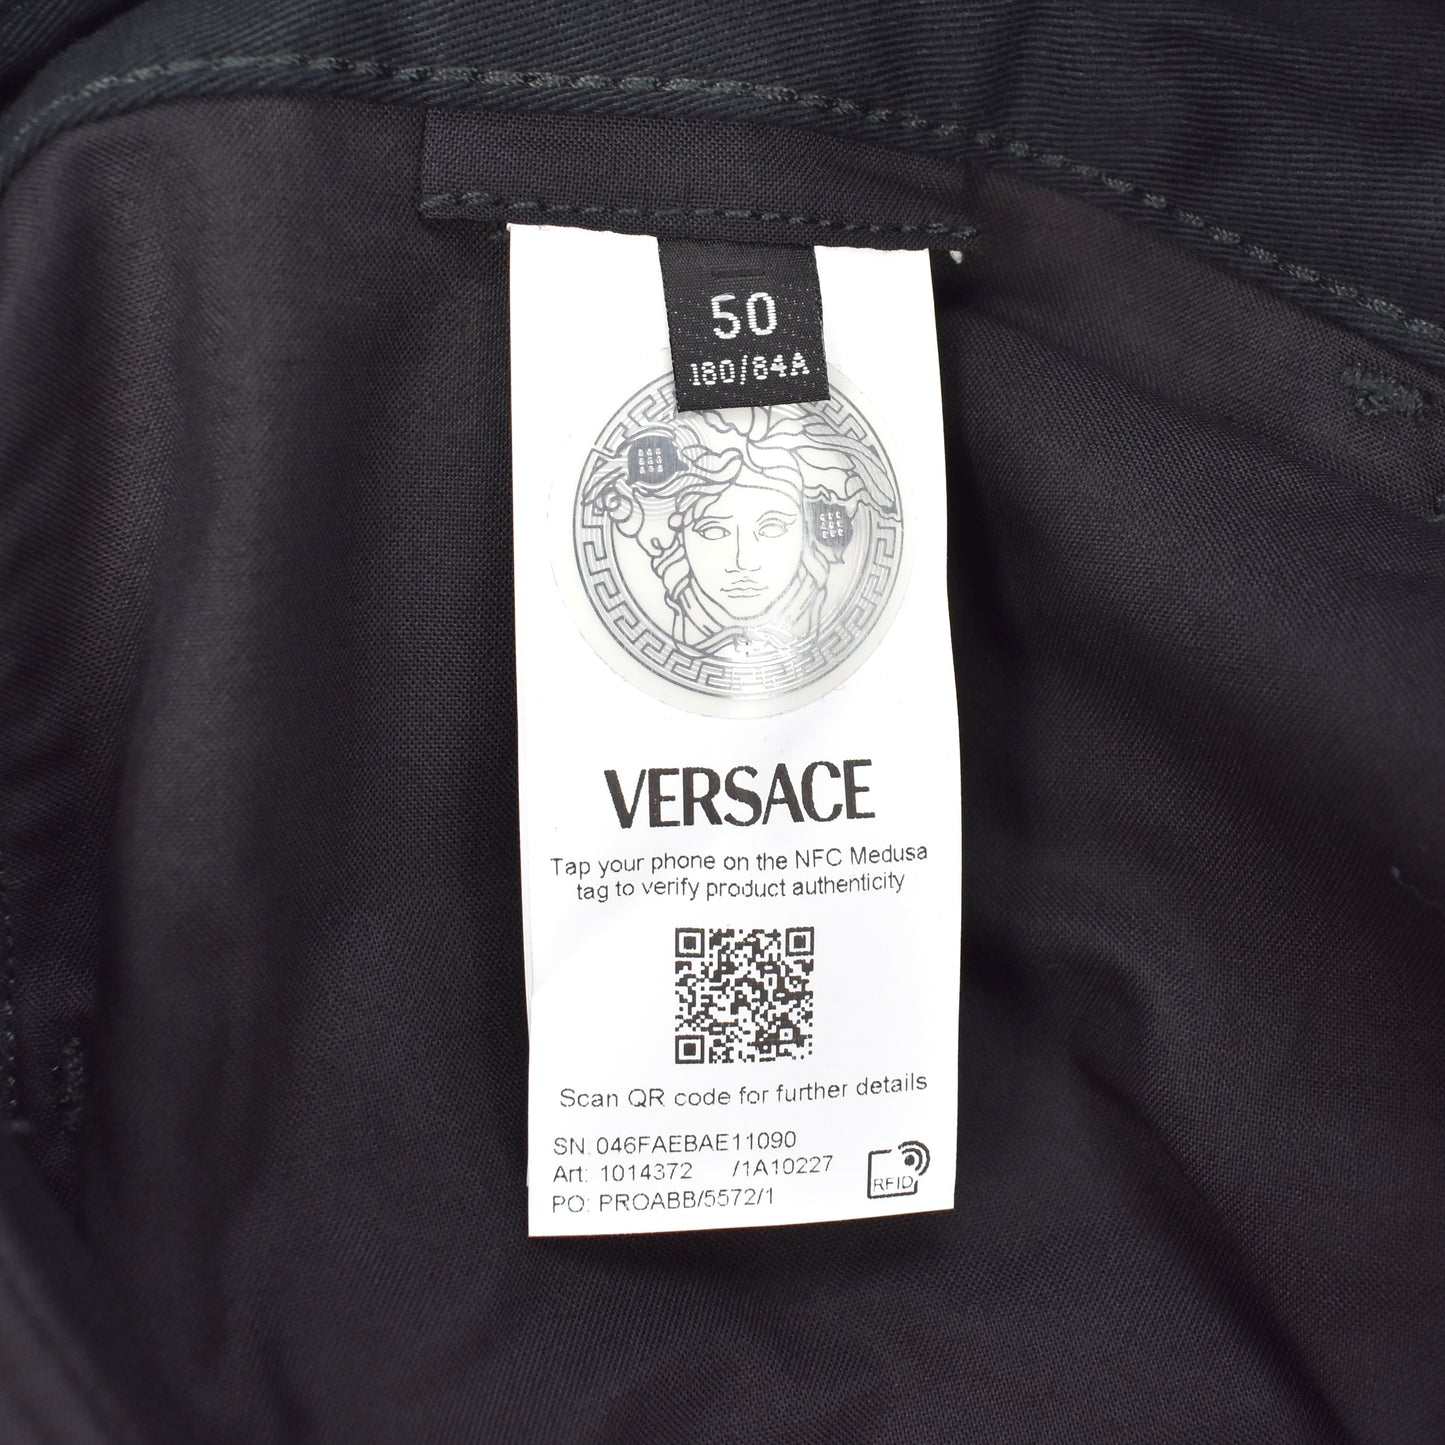 50
180/84A
VERSACE
Tap your phone on the NFC Medusa
tag to verify product authenticity
Scan QR code for further details
SN: 046FAEBAE11090
Art: 1014372 /1A10227
PO: PROABB/5572/1
RFID